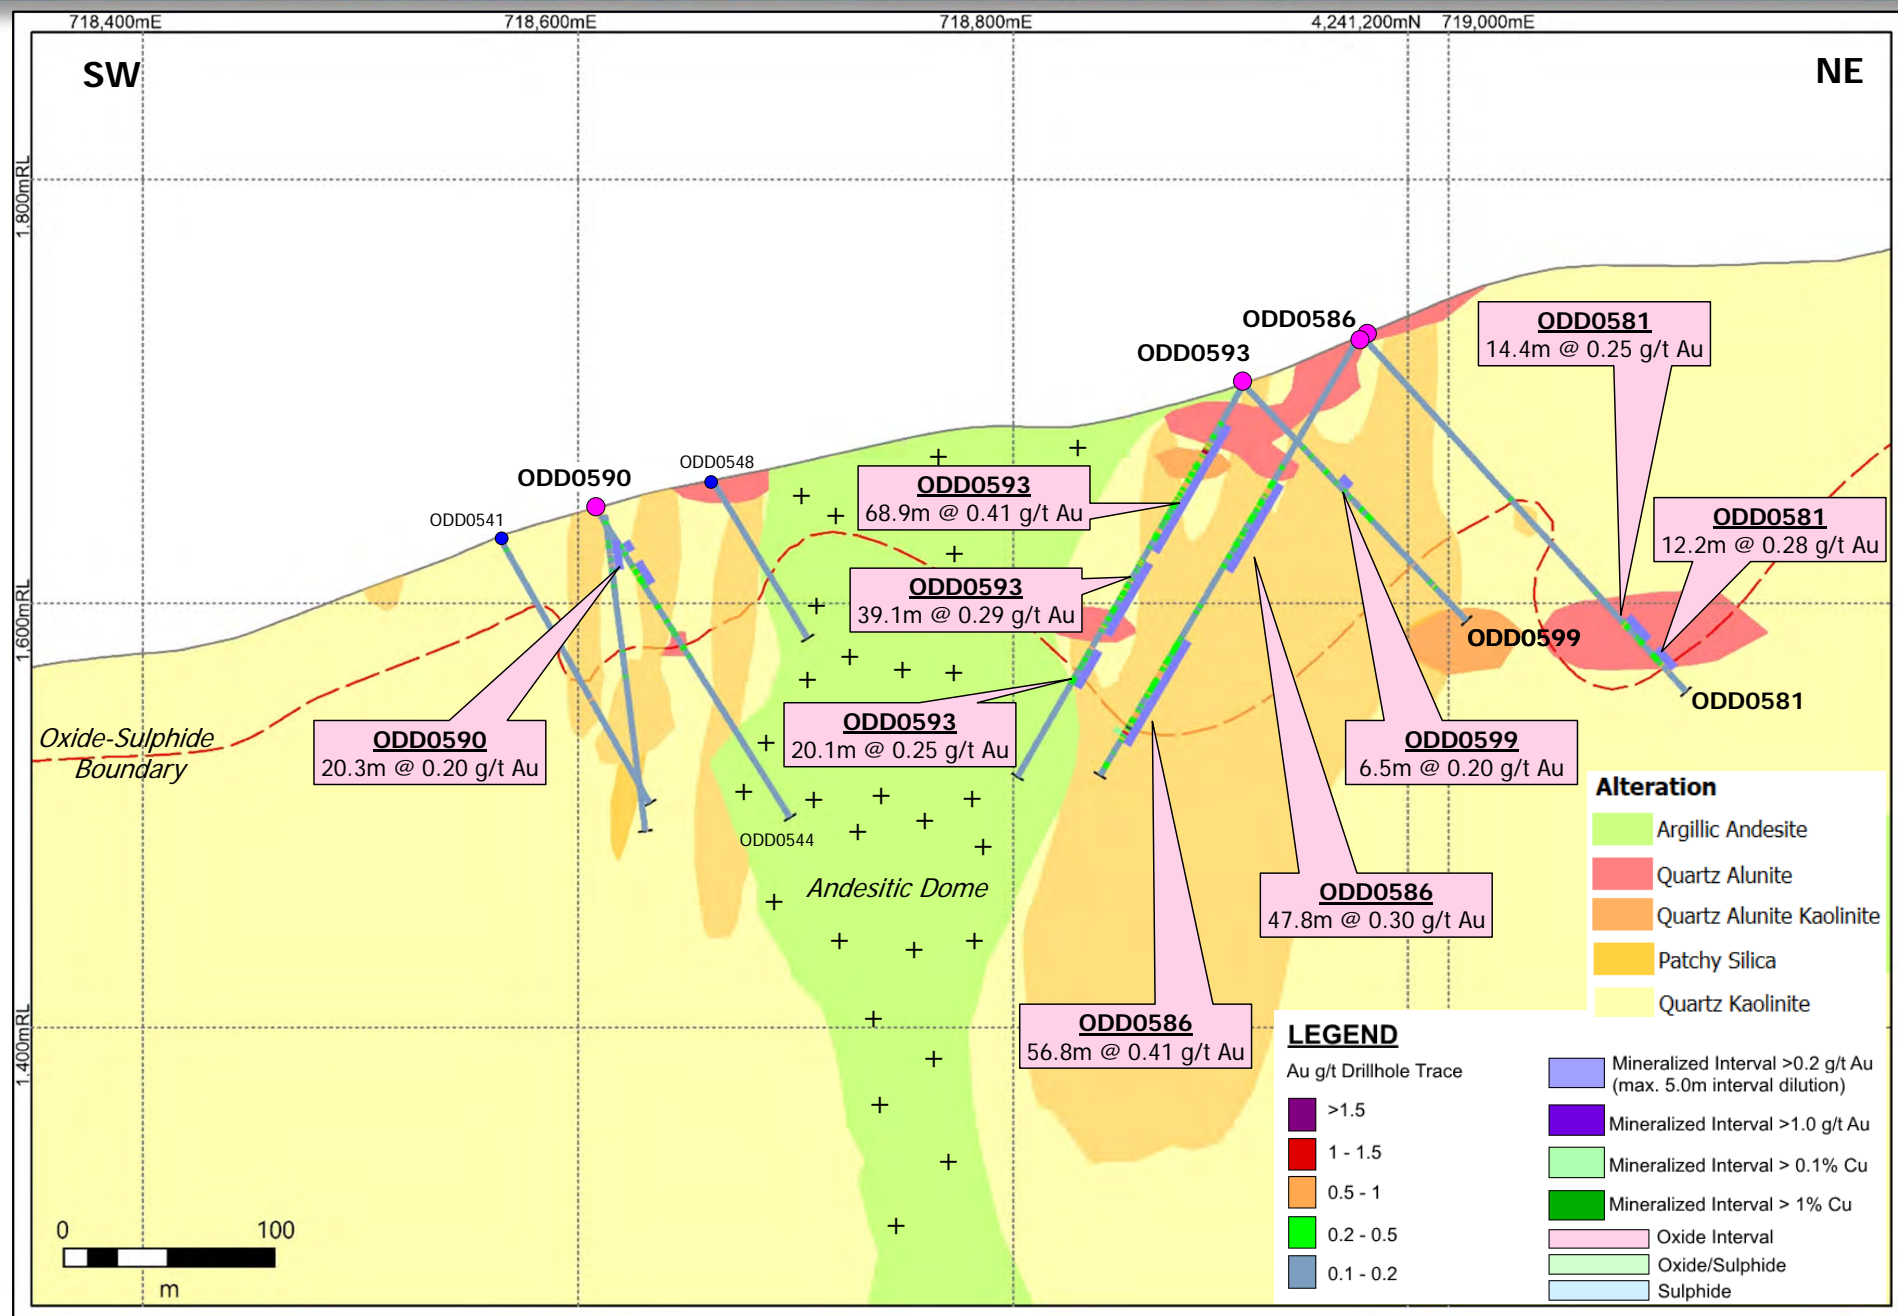 718,400mE
718,600mE
718,800mE
4,241,200mN
719,000mE
SW
NE
1,800mRL
1,600mRL
1,400mRL
ODD0586
ODD0593
ODD0581
14.4m @ 0.25 g/t Au
ODD0548
ODD0590
ODD0541
ODD0593
68.9m @ 0.41 g/t Au
ODD0581
12.2m @ 0.28 g/t Au
ODD0593
39.1m @ 0.29 g/t Au
ODD0599
ODD0581
Oxide-Sulphide
Boundary
ODD0590
20.3m @ 0.20 g/t Au
ODD0593
20.1m @ 0.25 g/t Au
ODD0599
6.5m @ 0.20 g/t Au
ODD0544
Andesitic Dome
ODD0586
47.8m @ 0.30 g/t Au
ODD0586
56.8m @ 0.41 g/t Au
Alteration
Argillic Andesite
Quartz Alunite
Quartz Alunite Kaolinite
Patchy Silica
Quartz Kaolinite
LEGEND
Au g/t Drillhole Trace
>1.5
1 - 1.5
0.5 - 1
0.2 - 0.5
0.1 - 0.2
Mineralized Interval >0.2 g/t Au
(max. 5.0m interval dilution)
Mineralized Interval >1.0 g/t Au
Mineralized Interval > 0.1% Cu
Mineralized Interval > 1% Cu
Oxide Interval
Oxide/Sulphide
Sulphide
0 100
m